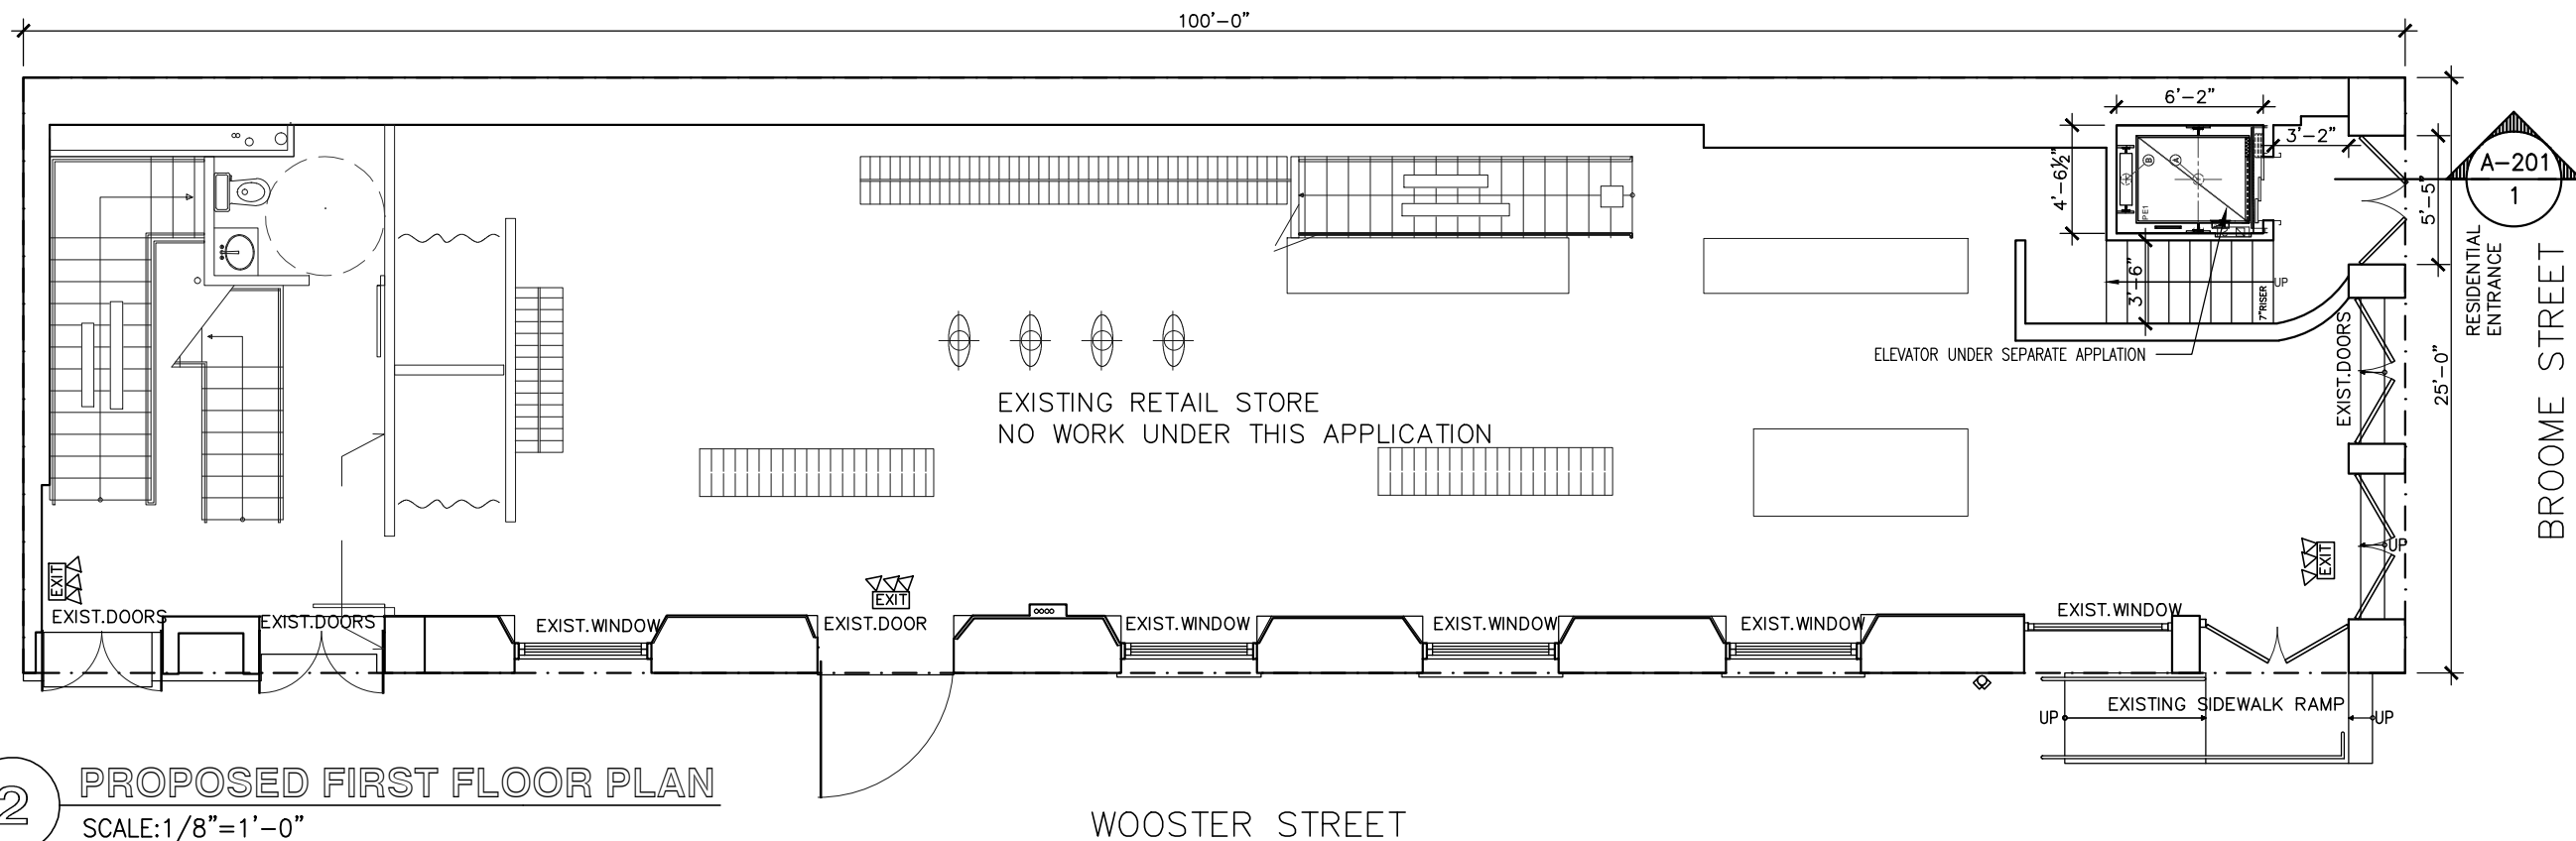 100'-0"
6'-2"
3'-2"
4'-6½"
5'-5"
A-201
1
B
A
PE1
RESIDENTIAL
ENTRANCE
BROOME STREET
3'-6"
UP
7"RISER
ELEVATOR UNDER SEPARATE APPLATION
EXIST.DOORS
25'-0"
EXISTING RETAIL STORE
NO WORK UNDER THIS APPLICATION
UP
EXIT
EXIT
EXIT
EXIST.DOORS
EXIST.DOORS
EXIST.WINDOW
EXIST.DOOR
EXIST.WINDOW
EXIST.WINDOW
EXIST.WINDOW
EXIST.WINDOW
EXISTING SIDEWALK RAMP
UP
UP
2
PROPOSED FIRST FLOOR PLAN
SCALE:1/8"=1'-0"
WOOSTER STREET